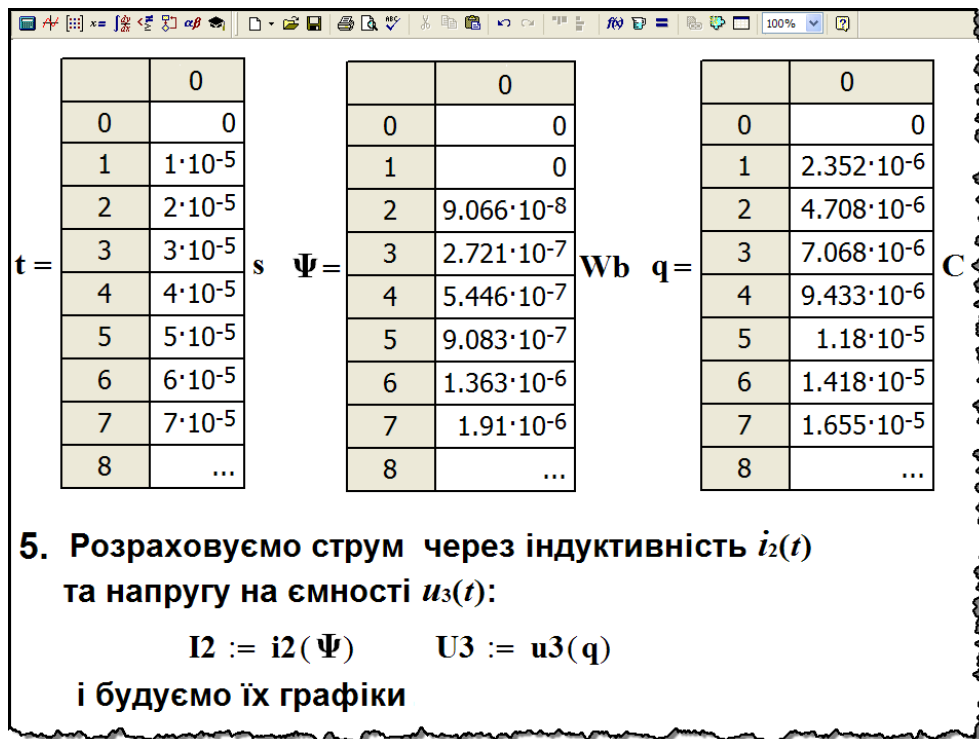 100%
0 0 0
0 0 0 0 0 0
1 1·10-5 1 0 1 2.352·10-6
2 2·10-5 2 9.066·10-8 2 4.708·10-6
t = 3 3·10-5 s Ψ = 3 2.721·10-7 Wb q = 3 7.068·10-6 C
4 4·10-5 4 5.446·10-7 4 9.433·10-6
5 5·10-5 5 9.083·10-7 5 1.18·10-5
6 6·10-5 6 1.363·10-6 6 1.418·10-5
7 7·10-5 7 1.91·10-6 7 1.655·10-5
8 ... 8 ... 8 ...
5. Розраховуємо струм через індуктивність i2(t)
та напругу на ємності u3(t):
I2 := i2(Ψ) U3 := u3(q)
і будуємо їх графіки